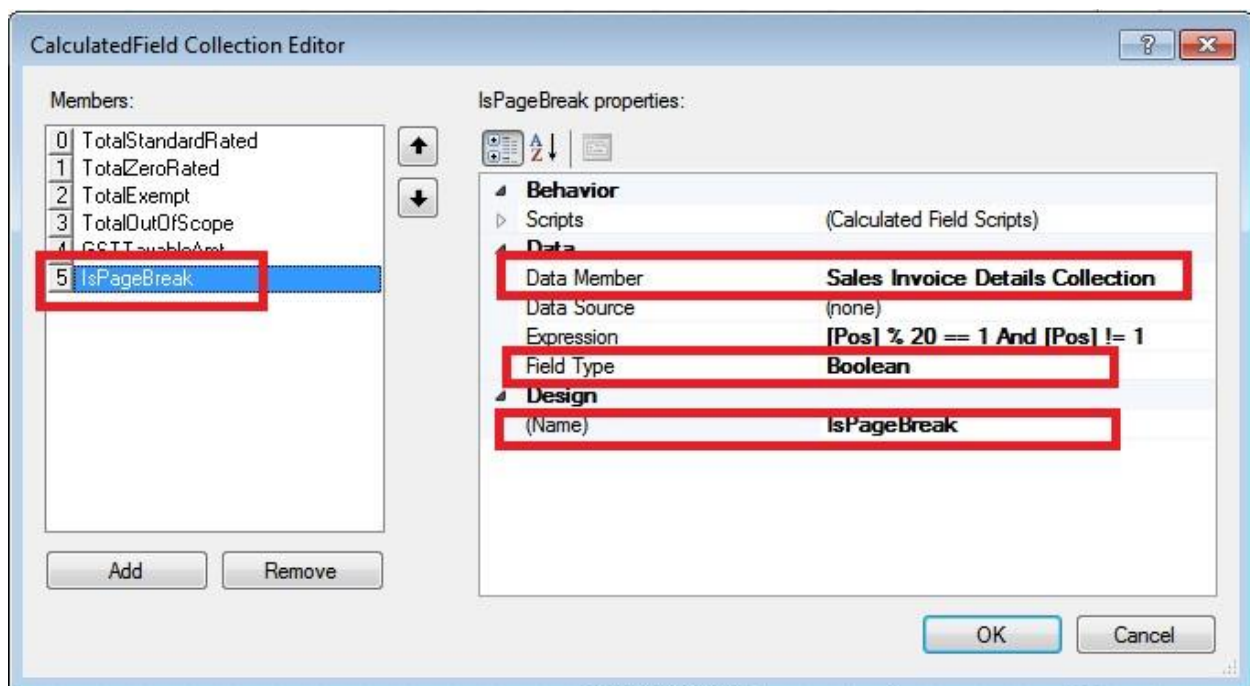 CalculatedField Collection Editor
Members:
IsPageBreak properties:
0 TotalStandardRated
1 TotalZeroRated
2 TotalExempt
3 TotalOutOfScope
4 GSTTaxableAmt
5 IsPageBreak
Behavior
Scripts (Calculated Field Scripts)
Data
Data Member Sales Invoice Details Collection
Data Source (none)
Expression [Pos] % 20 == 1 And [Pos] != 1
Field Type Boolean
Design
(Name) IsPageBreak
Add Remove
OK Cancel